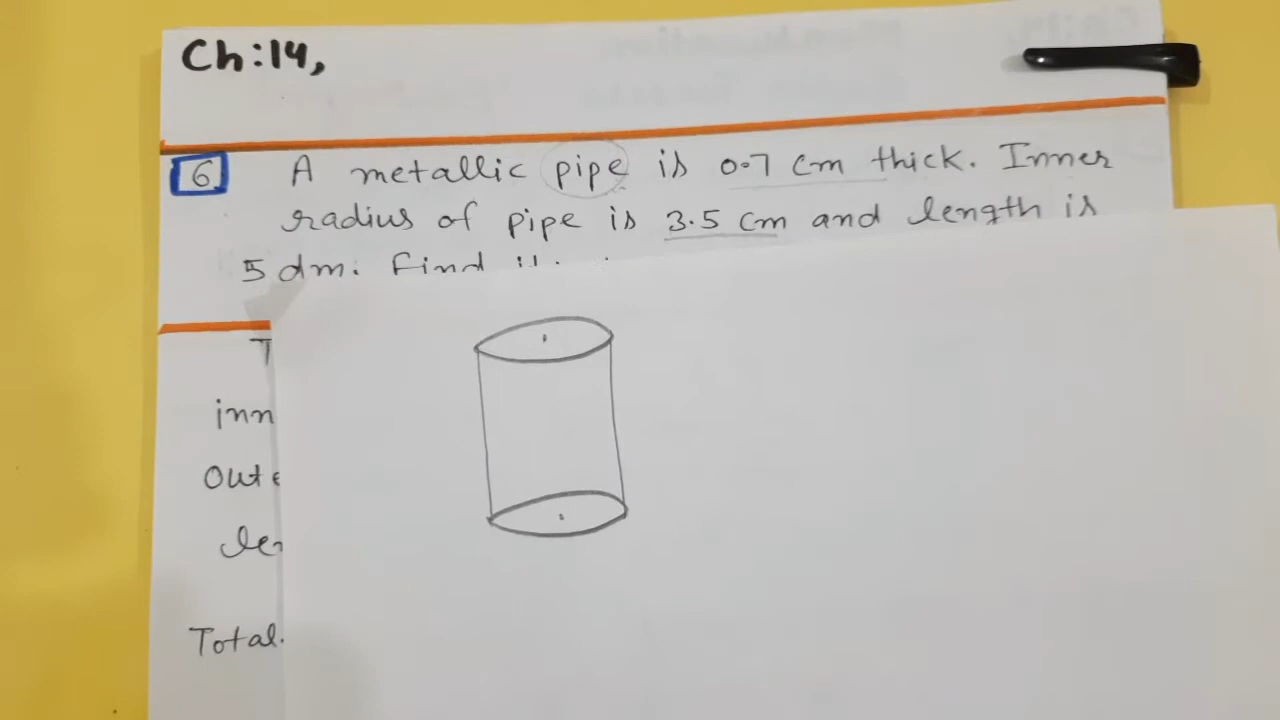 Ch:14,
6 A metallic pipe is 0.7 cm thick. Inner
radius of pipe is 3.5 cm and length is
5 dm. Find
inn
Oute
len
Total.